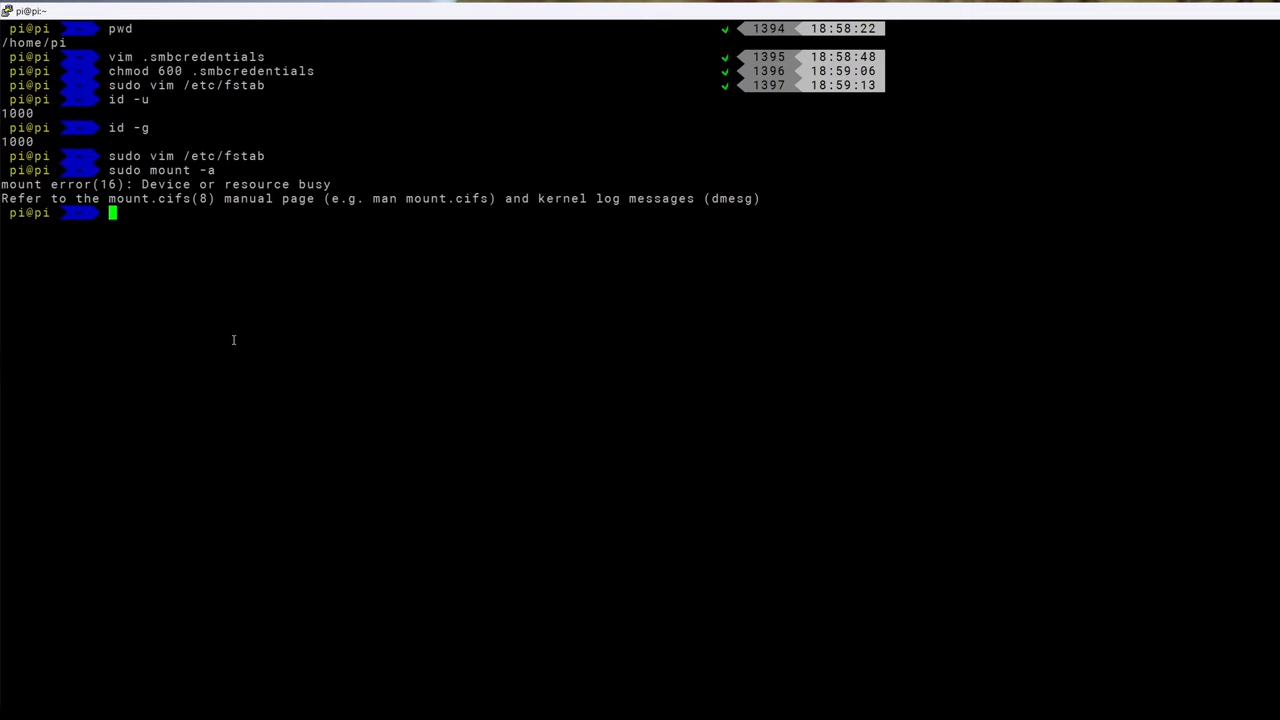 pi@pi:~
pi@pi pwd 1394 18:58:22
/home/pi
pi@pi vim .smbcredentials 1395 18:58:48
pi@pi chmod 600 .smbcredentials 1396 18:59:06
pi@pi sudo vim /etc/fstab 1397 18:59:13
pi@pi id -u
1000
pi@pi id -g
1000
pi@pi sudo vim /etc/fstab
pi@pi sudo mount -a
mount error(16): Device or resource busy
Refer to the mount.cifs(8) manual page (e.g. man mount.cifs) and kernel log messages (dmesg)
pi@pi